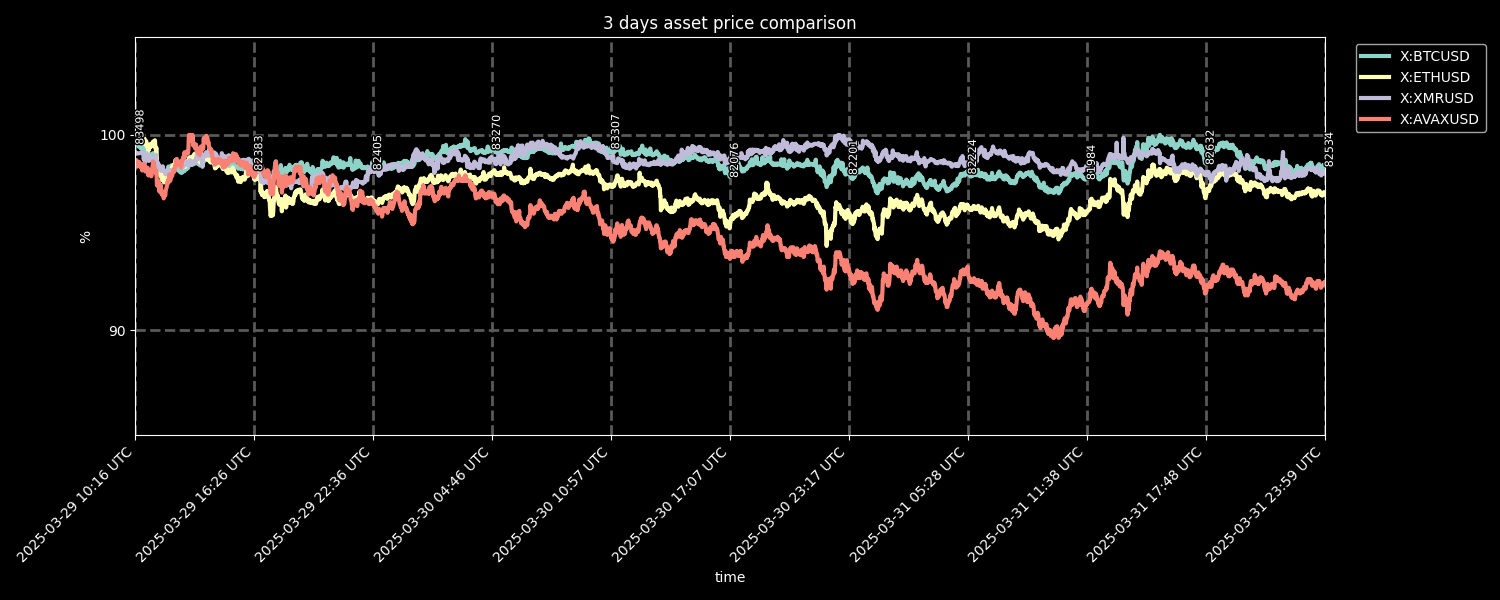 3 days asset price comparison
X:BTCUSD
X:ETHUSD
X:XMRUSD
X:AVAXUSD
%
100
90
83498
82383
82405
83270
83307
82076
82201
82224
81984
82632
82534
2025-03-29 10:16 UTC
2025-03-29 16:26 UTC
2025-03-29 22:36 UTC
2025-03-30 04:46 UTC
2025-03-30 10:57 UTC
2025-03-30 17:07 UTC
2025-03-30 23:17 UTC
2025-03-31 05:28 UTC
2025-03-31 11:38 UTC
2025-03-31 17:48 UTC
2025-03-31 23:59 UTC
time